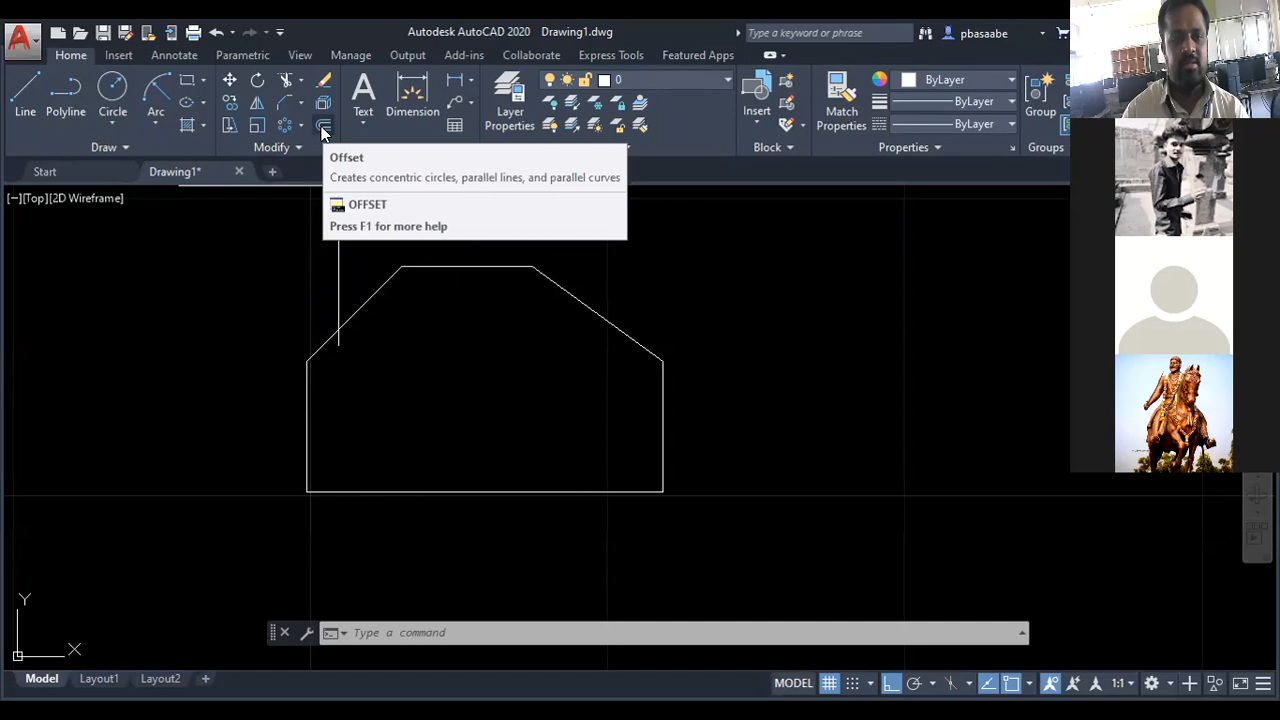 Autodesk AutoCAD 2020 Drawing1.dwg
Type a keyword or phrase
pbasaabe
Home Insert Annotate Parametric View Manage Output Add-ins Collaborate Express Tools Featured Apps
0
ByLayer
ByLayer
ByLayer
Line Polyline Circle Arc Text Dimension Layer Properties Insert Match Properties Group
Draw Modify Block Properties Groups
Start Drawing1*
Offset
Creates concentric circles, parallel lines, and parallel curves
OFFSET
Press F1 for more help
[−][Top][2D Wireframe]
Y
X
Type a command
Model Layout1 Layout2
MODEL 1:1